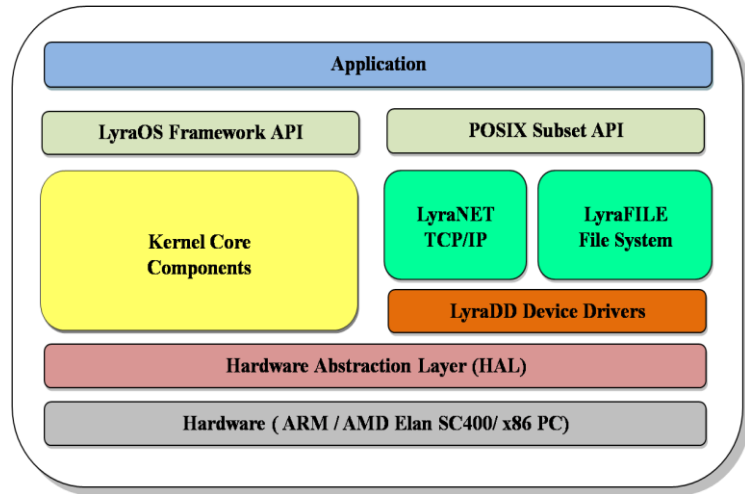 Application
LyraOS Framework API
POSIX Subset API
Kernel Core
Components
LyraNET
TCP/IP
LyraFILE
File System
LyraDD Device Drivers
Hardware Abstraction Layer (HAL)
Hardware ( ARM / AMD Elan SC400/ x86 PC)